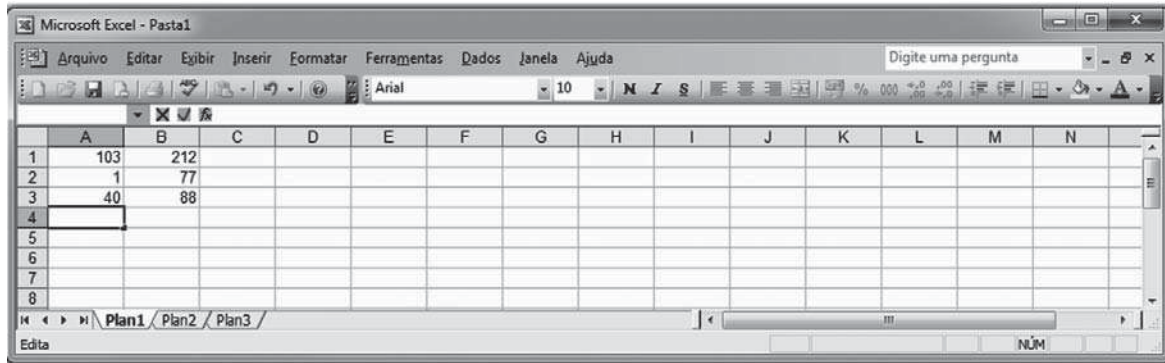 Microsoft Excel - Pasta1
Arquivo Editar Exibir Inserir Formatar Ferramentas Dados Janela Ajuda Digite uma pergunta
Arial 10 N I S % 000
A B C D E F G H I J K L M N
1 103 212
2 1 77
3 40 88
4
5
6
7
8
Plan1 Plan2 Plan3
Edita NÚM